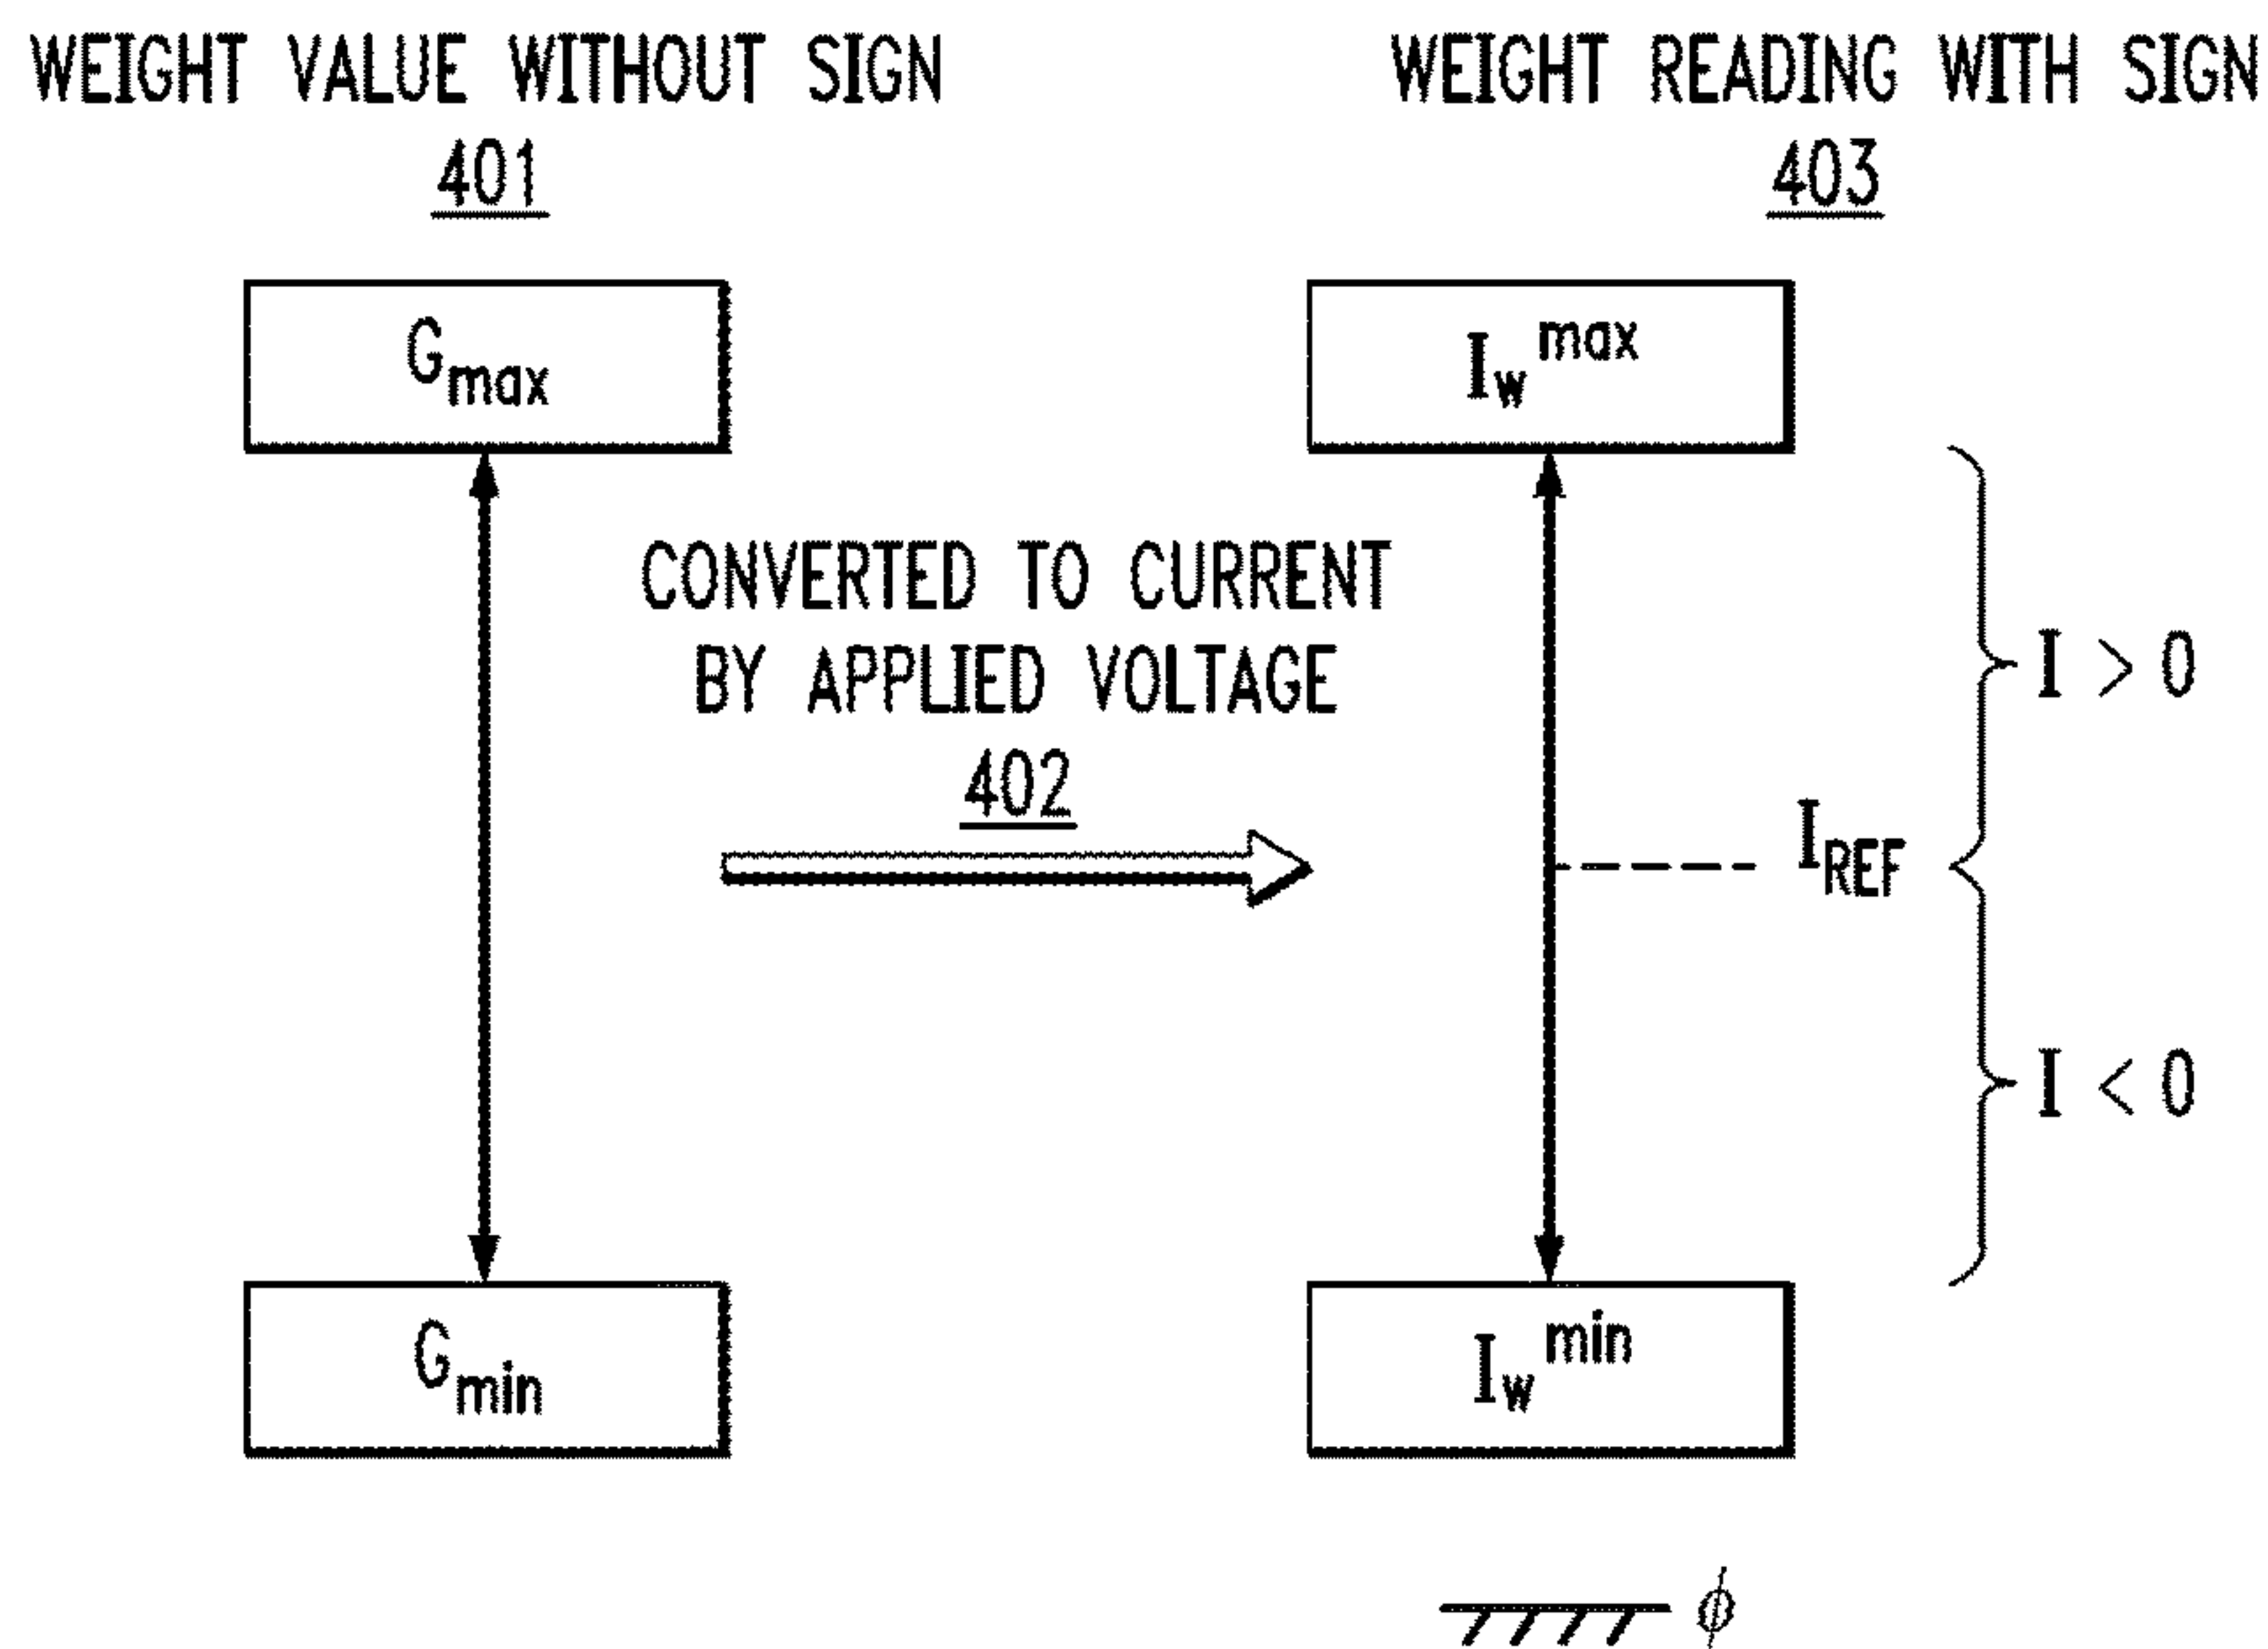 WEIGHT VALUE WITHOUT SIGN
401
WEIGHT READING WITH SIGN
403
Gmax
Iw max
CONVERTED TO CURRENT
BY APPLIED VOLTAGE
402
I > 0
IREF
I < 0
Gmin
Iw min
ϕ